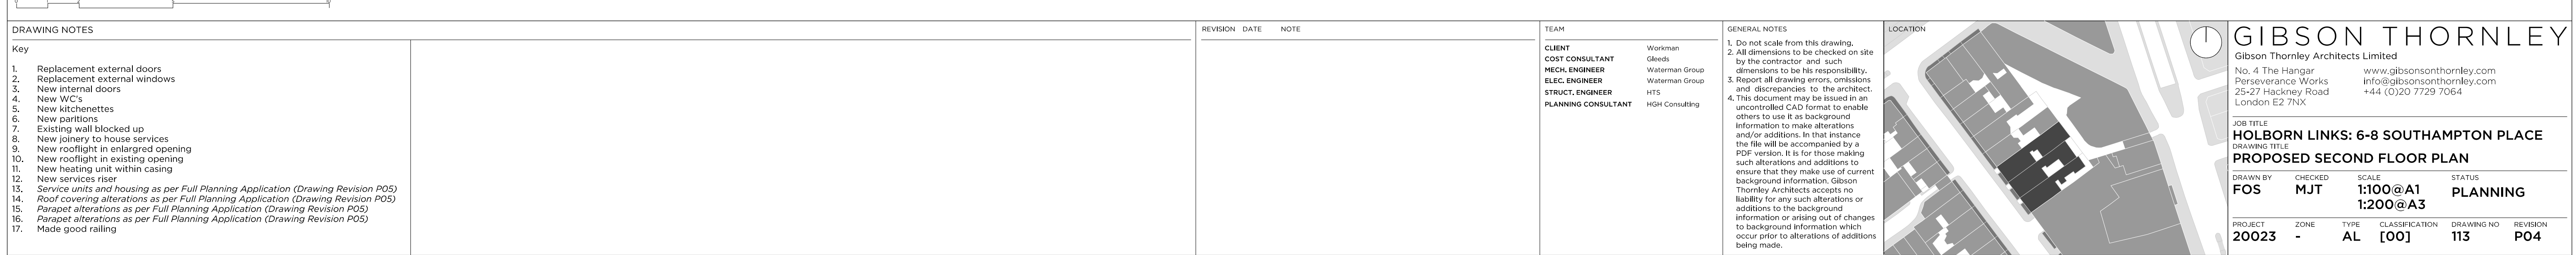 DRAWING NOTES
Key
1. Replacement external doors
2. Replacement external windows
3. New internal doors
4. New WC's
5. New kitchenettes
6. New paritions
7. Existing wall blocked up
8. New joinery to house services
9. New rooflight in enlargred opening
10. New rooflight in existing opening
11. New heating unit within casing
12. New services riser
13. Service units and housing as per Full Planning Application (Drawing Revision P05)
14. Roof covering alterations as per Full Planning Application (Drawing Revision P05)
15. Parapet alterations as per Full Planning Application (Drawing Revision P05)
16. Parapet alterations as per Full Planning Application (Drawing Revision P05)
17. Made good railing
REVISION DATE NOTE
TEAM
CLIENT Workman
COST CONSULTANT Gleeds
MECH. ENGINEER Waterman Group
ELEC. ENGINEER Waterman Group
STRUCT. ENGINEER HTS
PLANNING CONSULTANT HGH Consulting
GENERAL NOTES
1. Do not scale from this drawing.
2. All dimensions to be checked on site
by the contractor and such
dimensions to be his responsibility.
3. Report all drawing errors, omissions
and discrepancies to the architect.
4. This document may be issued in an
uncontrolled CAD format to enable
others to use it as background
information to make alterations
and/or additions. In that instance
the file will be accompanied by a
PDF version. It is for those making
such alterations and additions to
ensure that they make use of current
background information. Gibson
Thornley Architects accepts no
liability for any such alterations or
additions to the background
information or arising out of changes
to background information which
occur prior to alterations of additions
being made.
LOCATION
GIBSON THORNLEY
Gibson Thornley Architects Limited
No. 4 The Hangar www.gibsonsonthornley.com
Perseverance Works info@gibsonsonthornley.com
25-27 Hackney Road +44 (0)20 7729 7064
London E2 7NX
JOB TITLE
HOLBORN LINKS: 6-8 SOUTHAMPTON PLACE
DRAWING TITLE
PROPOSED SECOND FLOOR PLAN
DRAWN BY CHECKED SCALE STATUS
FOS MJT 1:100@A1 PLANNING
1:200@A3
PROJECT ZONE TYPE CLASSIFICATION DRAWING NO REVISION
20023 - AL [00] 113 P04